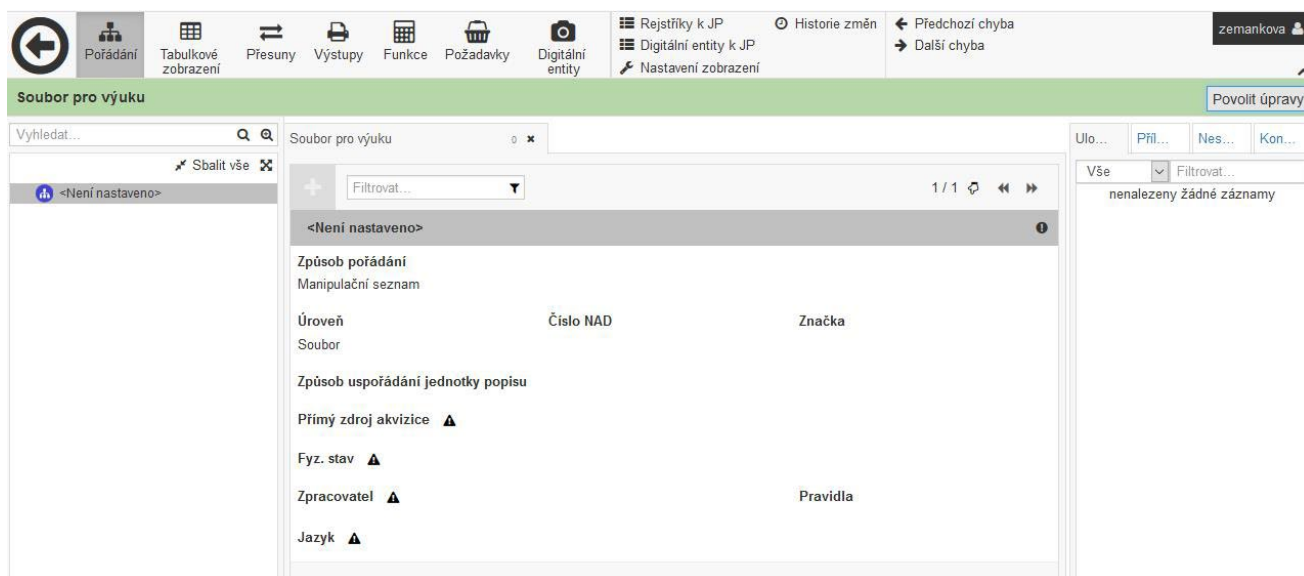 Pořádání
Tabulkové zobrazení
Přesuny
Výstupy
Funkce
Požadavky
Digitální entity
Rejstříky k JP
Digitální entity k JP
Nastavení zobrazení
Historie změn
Předchozí chyba
Další chyba
zemankova
Soubor pro výuku
Povolit úpravy
Vyhledat...
Sbalit vše
<Není nastaveno>
Soubor pro výuku 0
Filtrovat...
1 / 1
<Není nastaveno>
Způsob pořádání
Manipulační seznam
Úroveň Číslo NAD Značka
Soubor
Způsob uspořádání jednotky popisu
Přímý zdroj akvizice
Fyz. stav
Zpracovatel Pravidla
Jazyk
Ulo... Příl... Nes... Kon...
Vše Filtrovat...
nenalezeny žádné záznamy